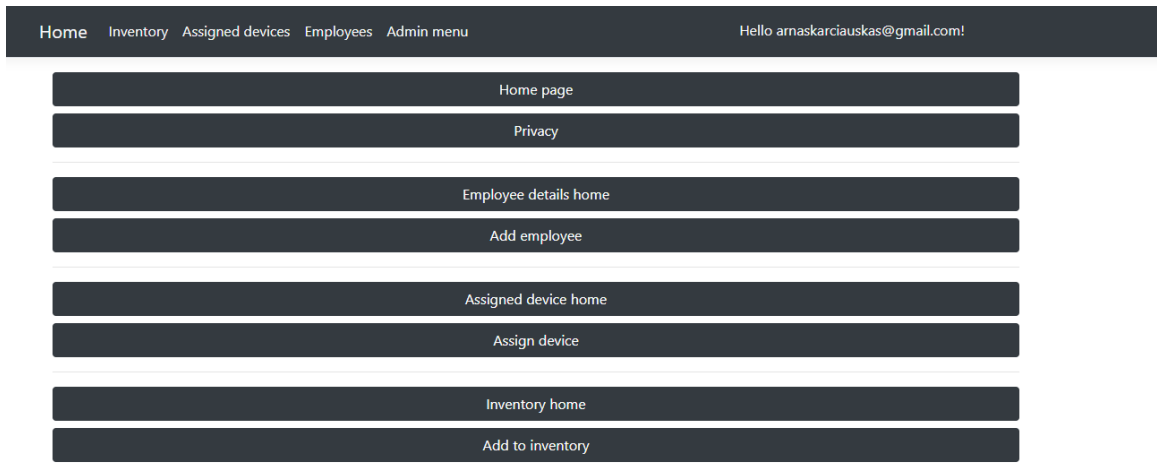 Home Inventory Assigned devices Employees Admin menu Hello arnaskarciauskas@gmail.com!
Home page
Privacy
Employee details home
Add employee
Assigned device home
Assign device
Inventory home
Add to inventory